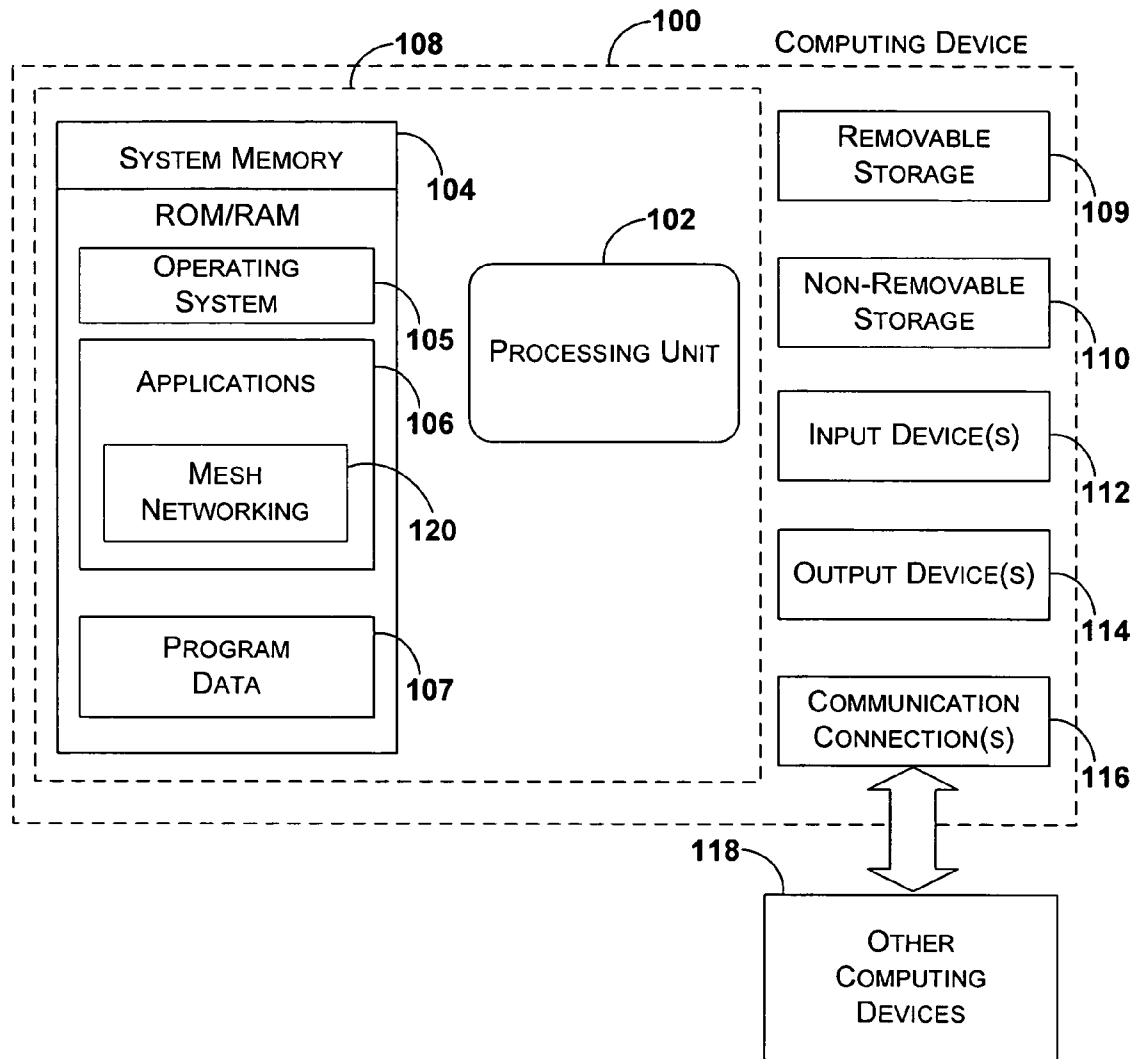 100
COMPUTING DEVICE
108
SYSTEM MEMORY
104
ROM/RAM
OPERATING
SYSTEM
105
APPLICATIONS
106
MESH
NETWORKING
120
PROGRAM
DATA
107
102
PROCESSING UNIT
REMOVABLE
STORAGE
109
NON-REMOVABLE
STORAGE
110
INPUT DEVICE(S)
112
OUTPUT DEVICE(S)
114
COMMUNICATION
CONNECTION(S)
116
118
OTHER
COMPUTING
DEVICES